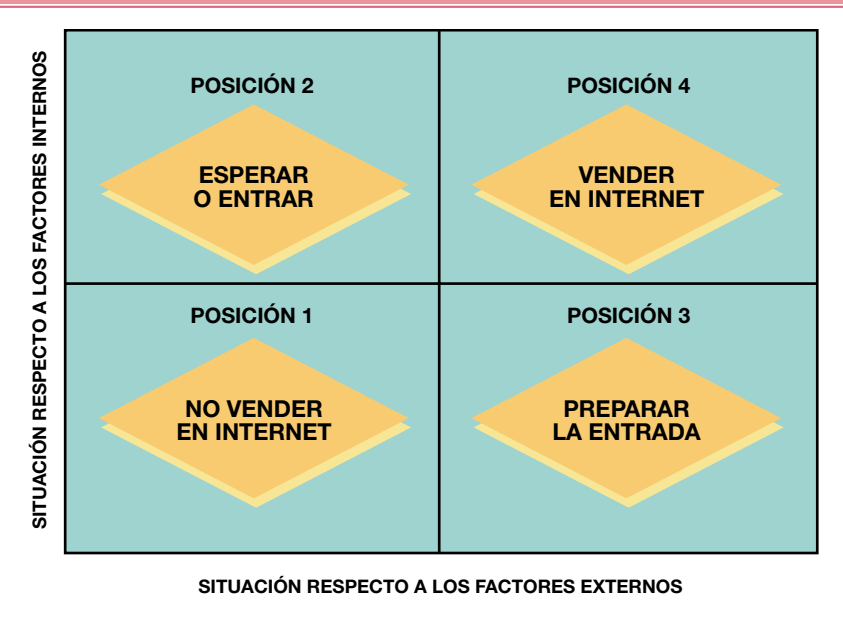 SITUACIÓN RESPECTO A LOS FACTORES INTERNOS
POSICIÓN 2
ESPERAR
O ENTRAR
POSICIÓN 4
VENDER
EN INTERNET
POSICIÓN 1
NO VENDER
EN INTERNET
POSICIÓN 3
PREPARAR
LA ENTRADA
SITUACIÓN RESPECTO A LOS FACTORES EXTERNOS